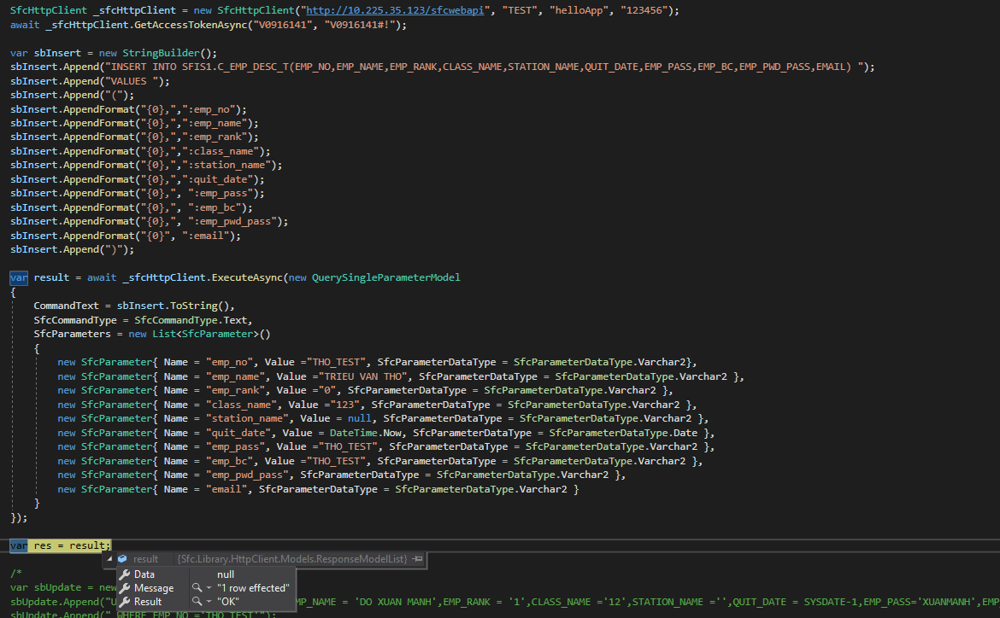 SfcHttpClient _sfcHttpClient = new SfcHttpClient("http://10.225.35.123/sfcwebapi", "TEST", "helloApp", "123456");
await _sfcHttpClient.GetAccessTokenAsync("V0916141", "V0916141#!");
var sbInsert = new StringBuilder();
sbInsert.Append("INSERT INTO SFIS1.C_EMP_DESC_T(EMP_NO,EMP_NAME,EMP_RANK,CLASS_NAME,STATION_NAME,QUIT_DATE,EMP_PASS,EMP_BC,EMP_PWD_PASS,EMAIL) ");
sbInsert.Append("VALUES ");
sbInsert.Append("(");
sbInsert.AppendFormat("{0},",":emp_no");
sbInsert.AppendFormat("{0},",":emp_name");
sbInsert.AppendFormat("{0},",":emp_rank");
sbInsert.AppendFormat("{0},",":class_name");
sbInsert.AppendFormat("{0},",":station_name");
sbInsert.AppendFormat("{0},",":quit_date");
sbInsert.AppendFormat("{0},", ":emp_pass");
sbInsert.AppendFormat("{0},", ":emp_bc");
sbInsert.AppendFormat("{0},", ":emp_pwd_pass");
sbInsert.AppendFormat("{0}", ":email");
sbInsert.Append(")");
var result = await _sfcHttpClient.ExecuteAsync(new QuerySingleParameterModel
{
CommandText = sbInsert.ToString(),
SfcCommandType = SfcCommandType.Text,
SfcParameters = new List<SfcParameter>()
{
new SfcParameter{ Name = "emp_no", Value ="THO_TEST", SfcParameterDataType = SfcParameterDataType.Varchar2},
new SfcParameter{ Name = "emp_name", Value ="TRIEU VAN THO", SfcParameterDataType = SfcParameterDataType.Varchar2 },
new SfcParameter{ Name = "emp_rank", Value ="0", SfcParameterDataType = SfcParameterDataType.Varchar2 },
new SfcParameter{ Name = "class_name", Value ="123", SfcParameterDataType = SfcParameterDataType.Varchar2 },
new SfcParameter{ Name = "station_name", Value = null, SfcParameterDataType = SfcParameterDataType.Varchar2 },
new SfcParameter{ Name = "quit_date", Value = DateTime.Now, SfcParameterDataType = SfcParameterDataType.Date },
new SfcParameter{ Name = "emp_pass", Value ="THO_TEST", SfcParameterDataType = SfcParameterDataType.Varchar2 },
new SfcParameter{ Name = "emp_bc", Value ="THO_TEST", SfcParameterDataType = SfcParameterDataType.Varchar2 },
new SfcParameter{ Name = "emp_pwd_pass", SfcParameterDataType = SfcParameterDataType.Varchar2 },
new SfcParameter{ Name = "email", SfcParameterDataType = SfcParameterDataType.Varchar2 }
}
});
var res = result;
result {Sfc.Library.HttpClient.Models.ResponseModelList}
/* Data null
var sbUpdate = new Message "1 row effected"
sbUpdate.Append("U Result "OK" MP_NAME = 'DO XUAN MANH',EMP_RANK = '1',CLASS_NAME ='12',STATION_NAME ='',QUIT_DATE = SYSDATE-1,EMP_PASS='XUANMANH',EMP
sbUpdate.Append(" WHERE EMP_NO ='THO_TEST'");